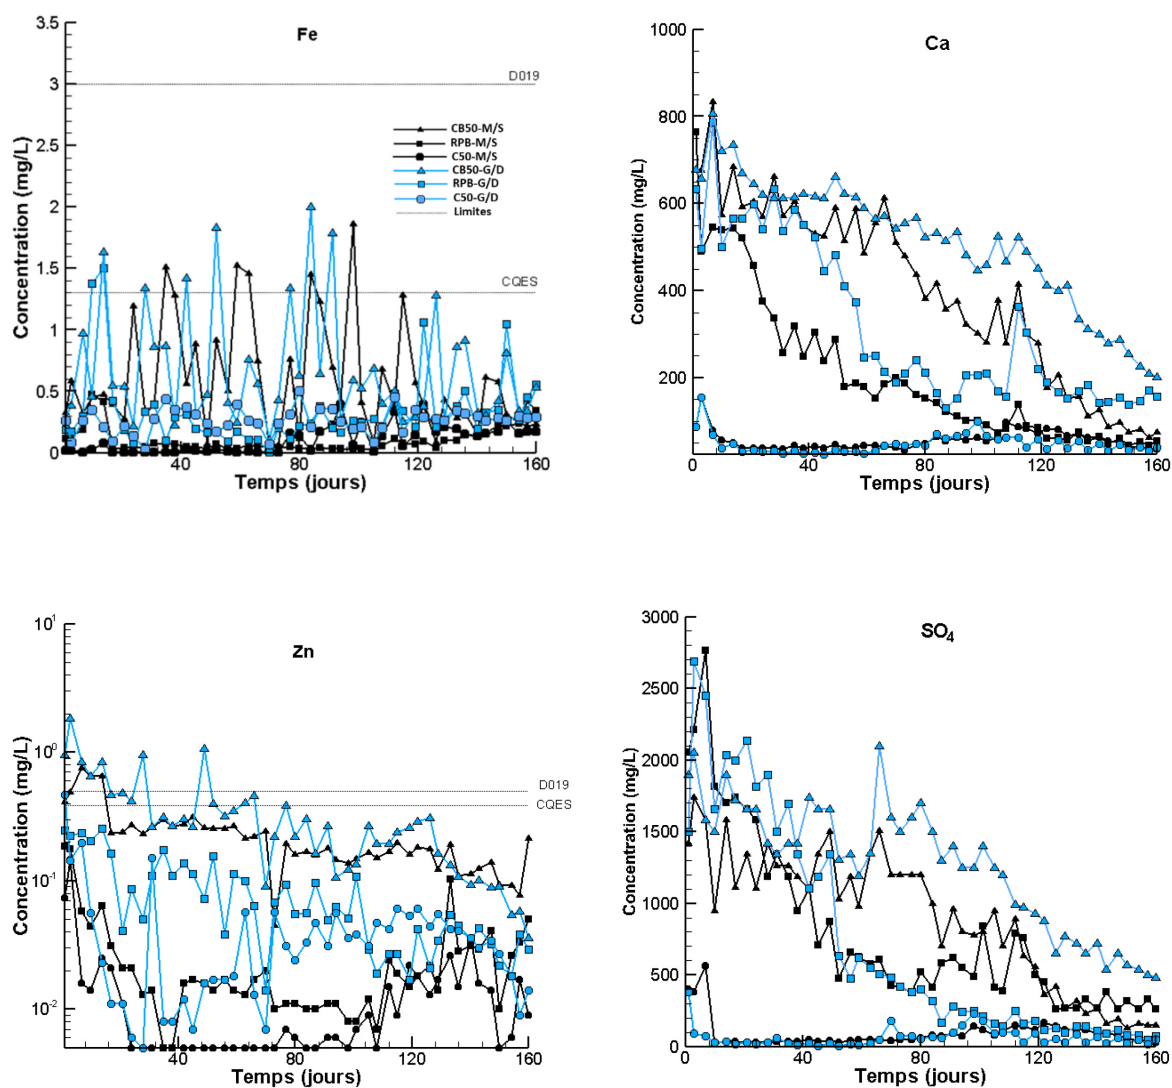 Fe
Concentration (mg/L)
3.5
3
2.5
2
1.5
1
0.5
0
D019
CB50-M/S
RPB-M/S
C50-M/S
CB50-G/D
RPB-G/D
C50-G/D
Limites
CQES
40
80
120
160
Temps (jours)
Ca
Concentration (mg/L)
1000
800
600
400
200
0
40
80
120
160
Temps (jours)
Zn
Concentration (mg/L)
10¹
10⁰
10⁻¹
10⁻²
D019
CQES
40
80
120
160
Temps (jours)
SO₄
Concentration (mg/L)
3000
2500
2000
1500
1000
500
0
0
40
80
120
160
Temps (jours)